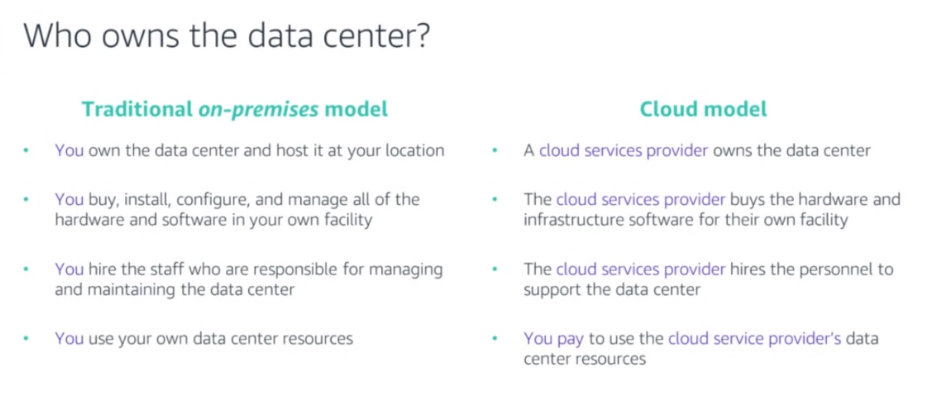 Who owns the data center?
Traditional on-premises model
• You own the data center and host it at your location
• You buy, install, configure, and manage all of the
hardware and software in your own facility
• You hire the staff who are responsible for managing
and maintaining the data center
• You use your own data center resources
Cloud model
• A cloud services provider owns the data center
• The cloud services provider buys the hardware and
infrastructure software for their own facility
• The cloud services provider hires the personnel to
support the data center
• You pay to use the cloud service provider's data
center resources